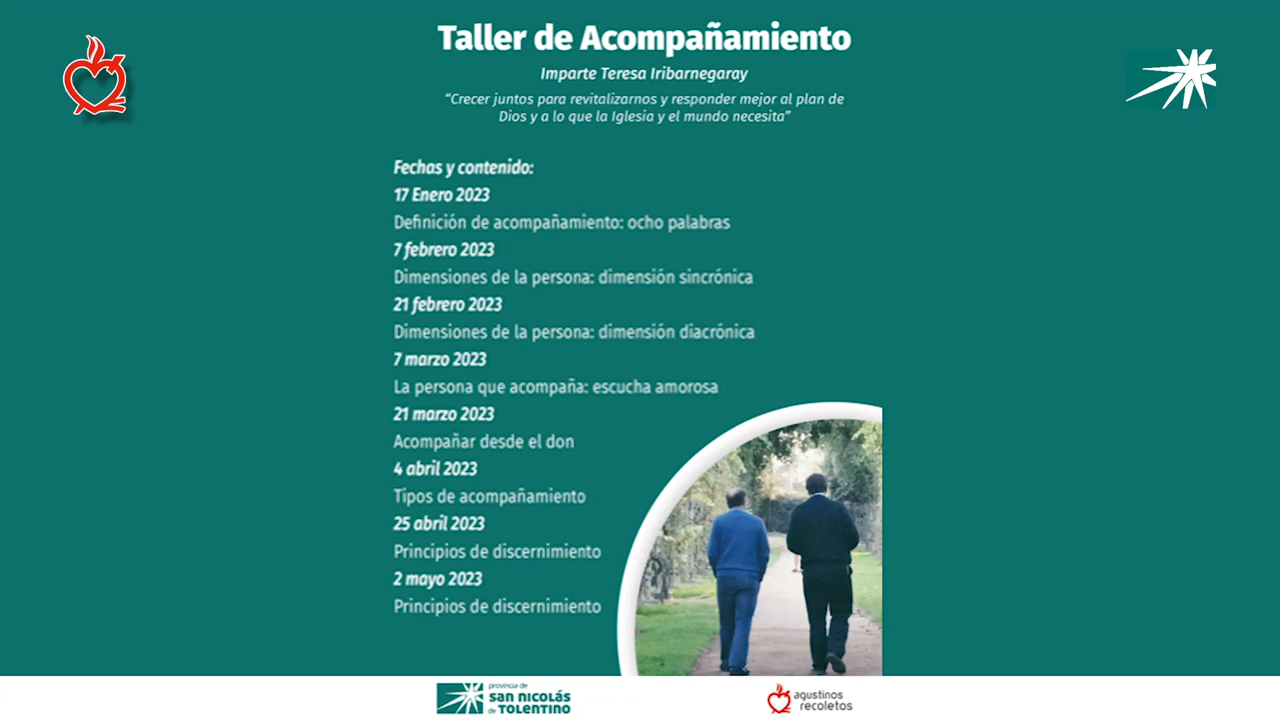 Taller de Acompañamiento
Imparte Teresa Iribarnegaray
“Crecer juntos para revitalizarnos y responder mejor al plan de
Dios y a lo que la Iglesia y el mundo necesita”
Fechas y contenido:
17 Enero 2023
Definición de acompañamiento: ocho palabras
7 febrero 2023
Dimensiones de la persona: dimensión sincrónica
21 febrero 2023
Dimensiones de la persona: dimensión diacrónica
7 marzo 2023
La persona que acompaña: escucha amorosa
21 marzo 2023
Acompañar desde el don
4 abril 2023
Tipos de acompañamiento
25 abril 2023
Principios de discernimiento
2 mayo 2023
Principios de discernimiento
provincia de
SAN NICOLÁS
de TOLENTINO
agustinos
recoletos